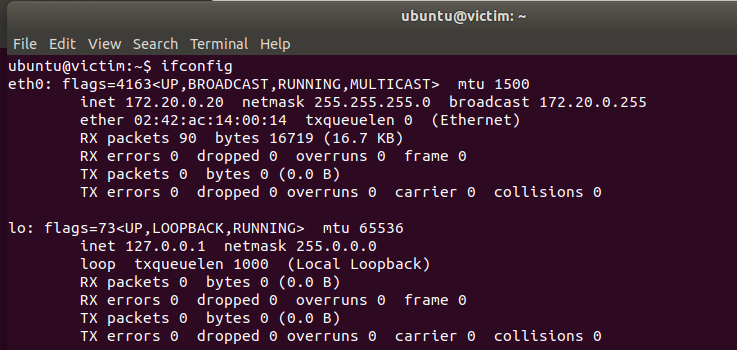 ubuntu@victim: ~
File Edit View Search Terminal Help
ubuntu@victim:~$ ifconfig
eth0: flags=4163<UP,BROADCAST,RUNNING,MULTICAST>  mtu 1500
        inet 172.20.0.20  netmask 255.255.255.0  broadcast 172.20.0.255
        ether 02:42:ac:14:00:14  txqueuelen 0  (Ethernet)
        RX packets 90  bytes 16719 (16.7 KB)
        RX errors 0  dropped 0  overruns 0  frame 0
        TX packets 0  bytes 0 (0.0 B)
        TX errors 0  dropped 0 overruns 0  carrier 0  collisions 0

lo: flags=73<UP,LOOPBACK,RUNNING>  mtu 65536
        inet 127.0.0.1  netmask 255.0.0.0
        loop  txqueuelen 1000  (Local Loopback)
        RX packets 0  bytes 0 (0.0 B)
        RX errors 0  dropped 0  overruns 0  frame 0
        TX packets 0  bytes 0 (0.0 B)
        TX errors 0  dropped 0 overruns 0  carrier 0  collisions 0